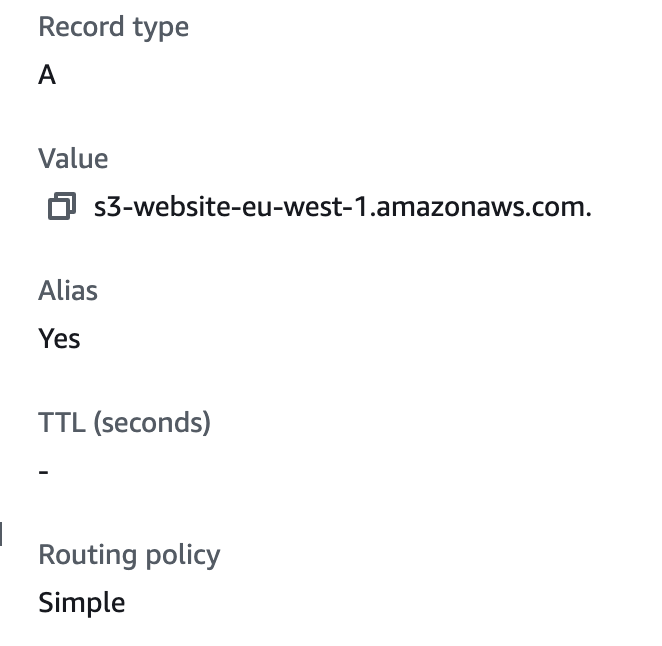 Record type
A
Value
s3-website-eu-west-1.amazonaws.com.
Alias
Yes
TTL (seconds)
-
Routing policy
Simple